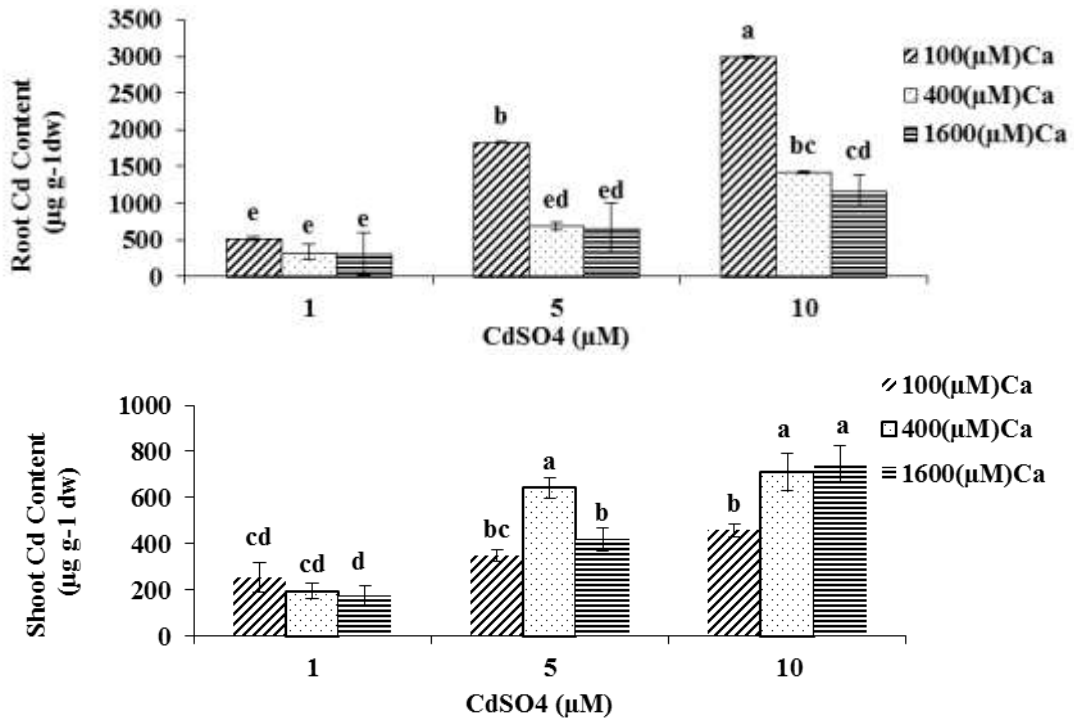 3500
3000
2500
2000
1500
1000
500
0
Root Cd Content
(µg g-1dw)
e e e
b ed ed
a bc cd
1 5 10
CdSO4 (µM)
100(µM)Ca
400(µM)Ca
1600(µM)Ca
1000
800
600
400
200
0
Shoot Cd Content
(µg g-1 dw)
cd cd d
bc a b
b a a
1 5 10
CdSO4 (µM)
100(µM)Ca
400(µM)Ca
1600(µM)Ca